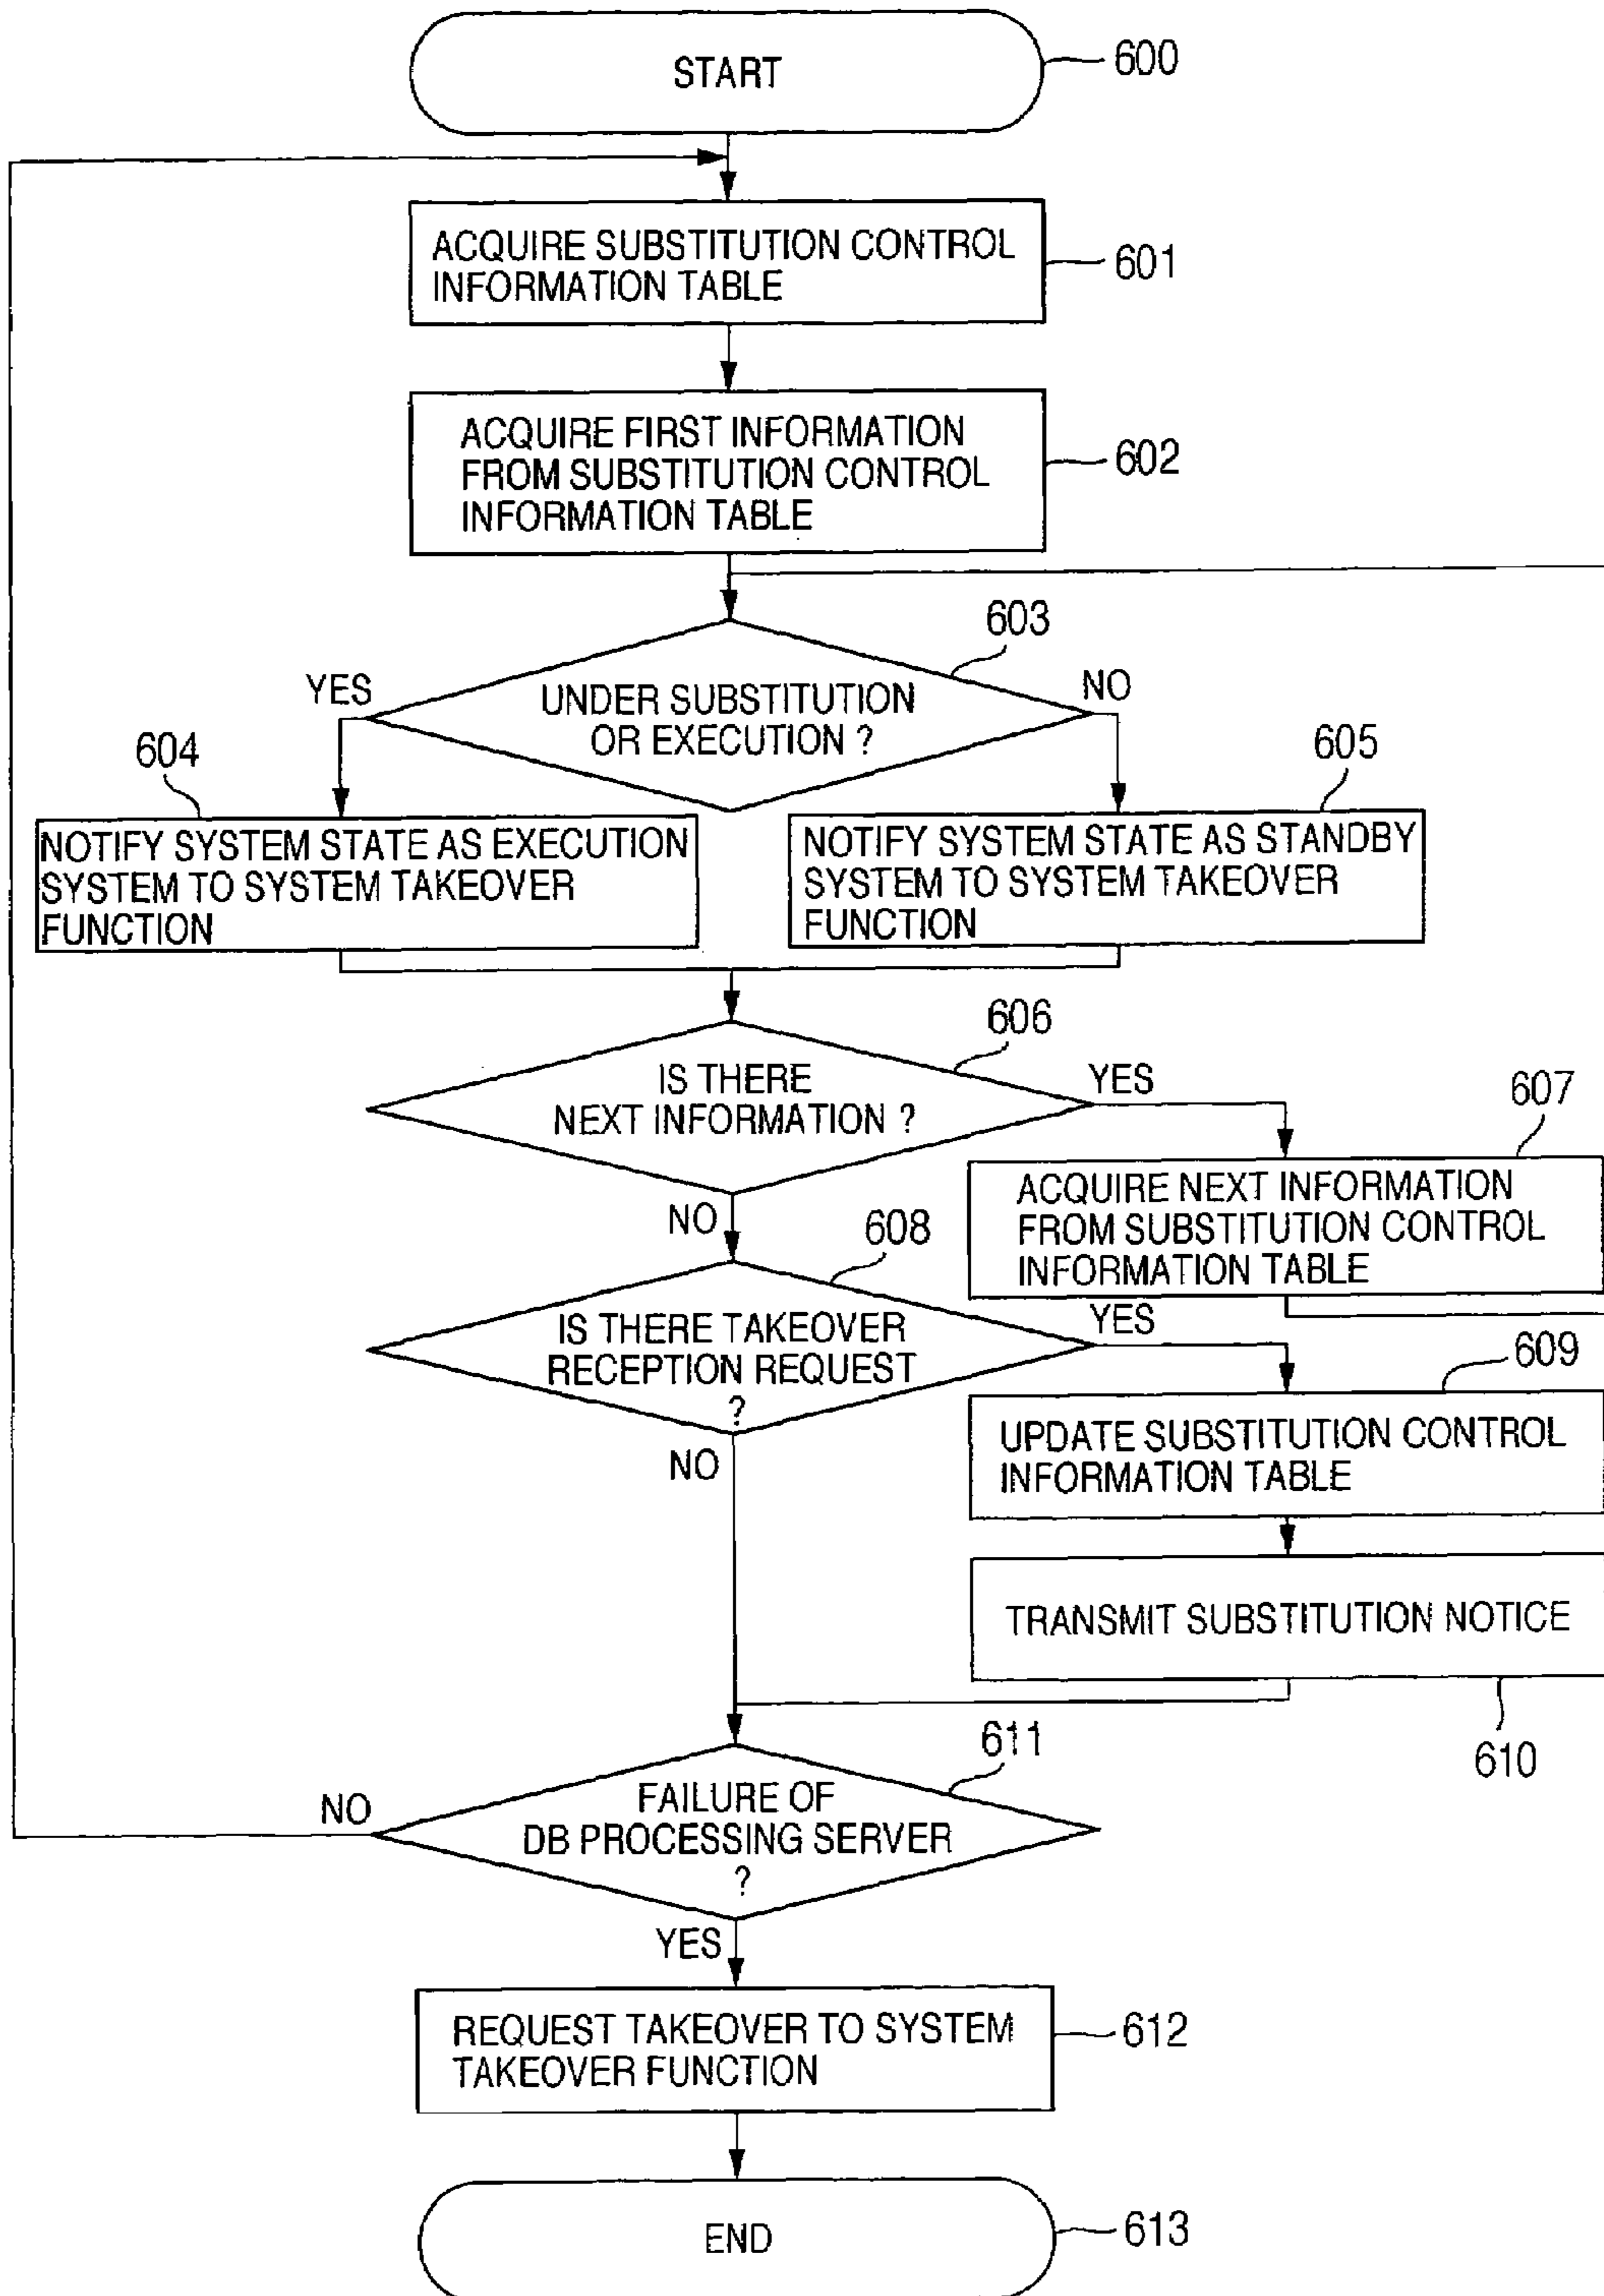 START
600
ACQUIRE SUBSTITUTION CONTROL
INFORMATION TABLE
601
ACQUIRE FIRST INFORMATION
FROM SUBSTITUTION CONTROL
INFORMATION TABLE
602
603
YES
UNDER SUBSTITUTION
OR EXECUTION ?
NO
604
NOTIFY SYSTEM STATE AS EXECUTION
SYSTEM TO SYSTEM TAKEOVER
FUNCTION
605
NOTIFY SYSTEM STATE AS STANDBY
SYSTEM TO SYSTEM TAKEOVER
FUNCTION
606
IS THERE
NEXT INFORMATION ?
YES
NO
607
ACQUIRE NEXT INFORMATION
FROM SUBSTITUTION CONTROL
INFORMATION TABLE
608
IS THERE TAKEOVER
RECEPTION REQUEST
?
YES
NO
609
UPDATE SUBSTITUTION CONTROL
INFORMATION TABLE
TRANSMIT SUBSTITUTION NOTICE
610
611
FAILURE OF
DB PROCESSING SERVER
?
NO
YES
REQUEST TAKEOVER TO SYSTEM
TAKEOVER FUNCTION
612
END
613